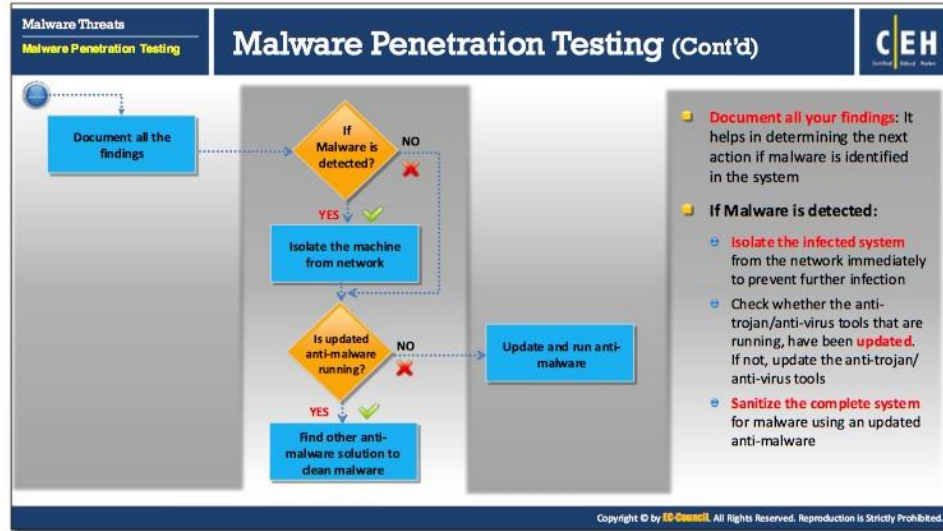 Malware Threats
Malware Penetration Testing
Malware Penetration Testing (Cont'd)
CEH
Certified Ethical Hacker
Document all the
findings
If
Malware is
detected?
NO
YES
Isolate the machine
from network
Is updated
anti-malware
running?
NO
Update and run anti-
malware
YES
Find other anti-
malware solution to
clean malware
Document all your findings: It
helps in determining the next
action if malware is identified
in the system
If Malware is detected:
Isolate the infected system
from the network immediately
to prevent further infection
Check whether the anti-
trojan/anti-virus tools that are
running, have been updated.
If not, update the anti-trojan/
anti-virus tools
Sanitize the complete system
for malware using an updated
anti-malware
Copyright © by EC-Council. All Rights Reserved. Reproduction is Strictly Prohibited.